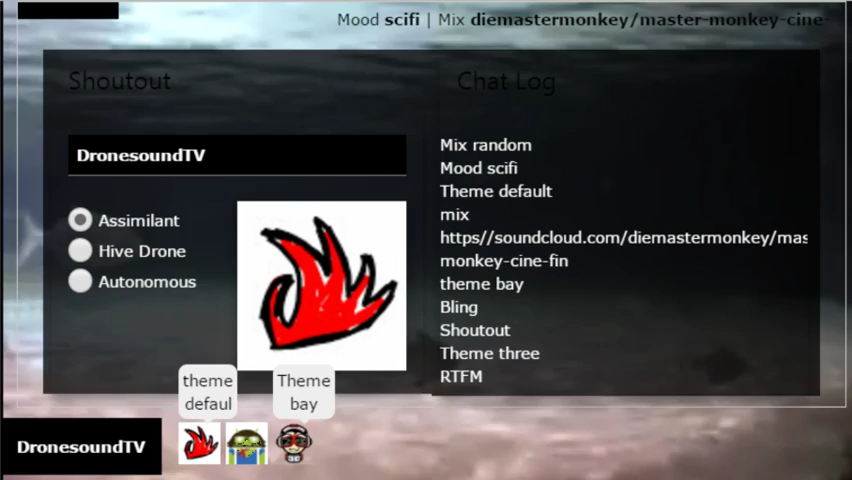 Mood scifi | Mix diemastermonkey/master-monkey-cine-
Shoutout
DronesoundTV
Assimilant
Hive Drone
Autonomous
Chat Log
Mix random
Mood scifi
Theme default
mix
https//soundcloud.com/diemastermonkey/mas
monkey-cine-fin
theme bay
Bling
Shoutout
Theme three
RTFM
theme
defaul
Theme
bay
DronesoundTV